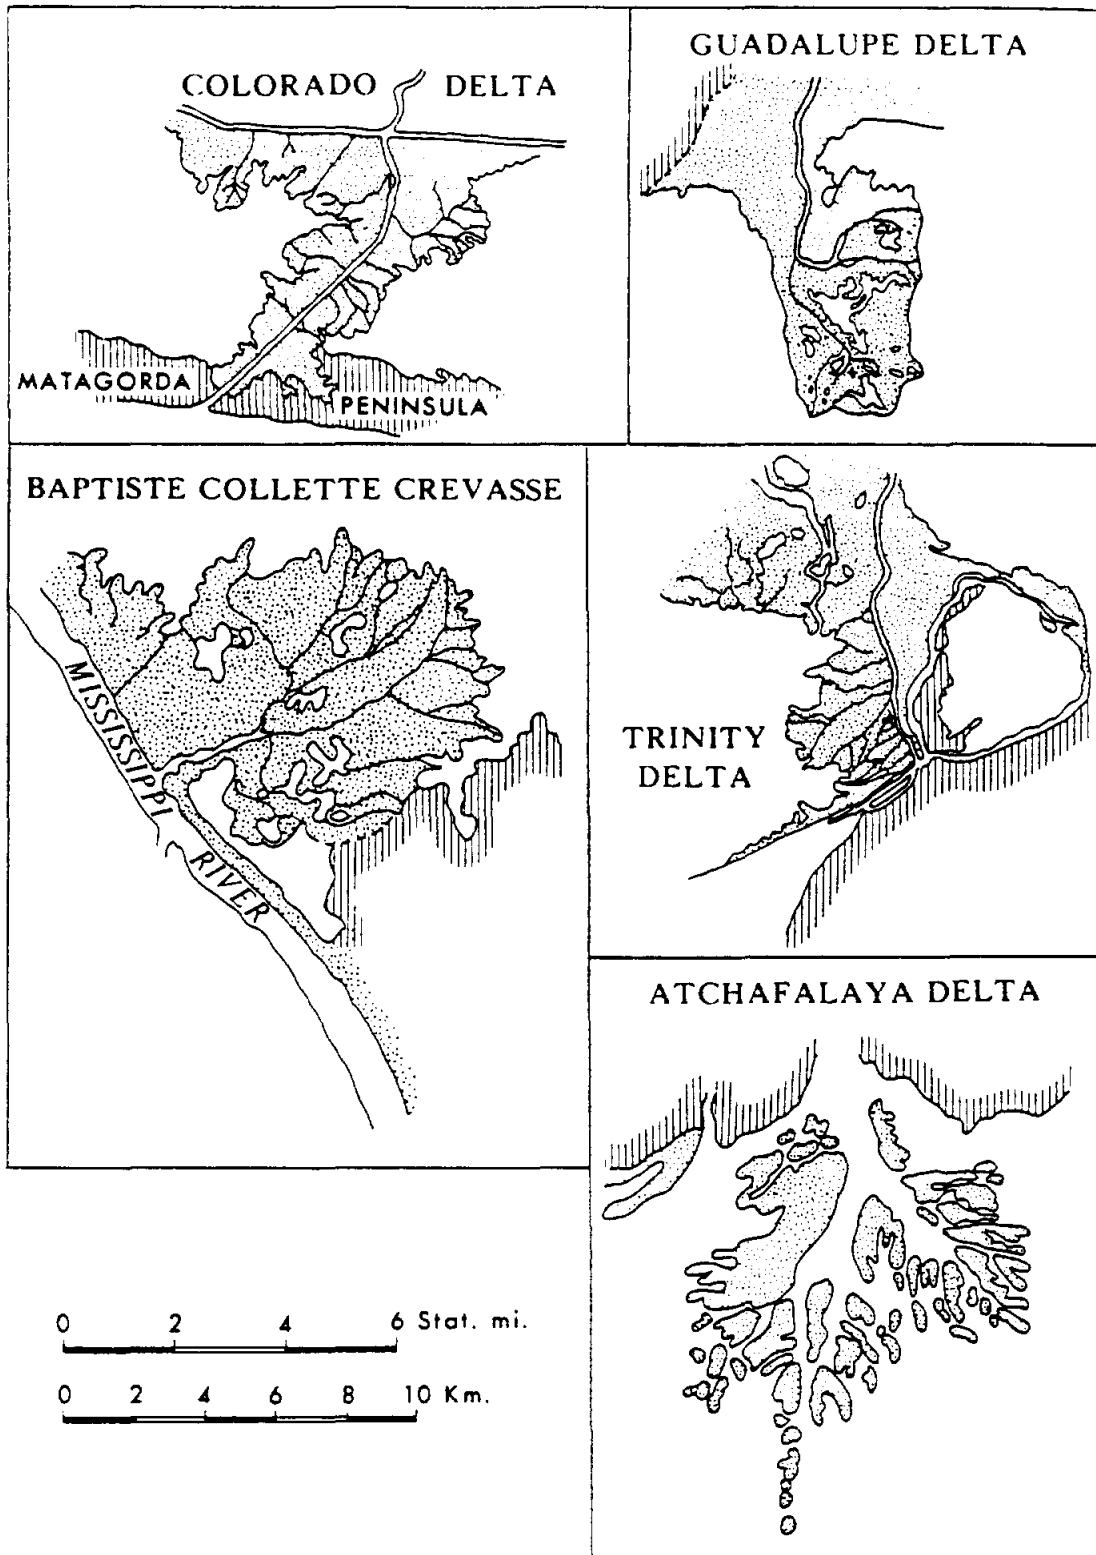 COLORADO DELTA
MATAGORDA
PENINSULA
GUADALUPE DELTA
BAPTISTE COLLETTE CREVASSE
MISSISSIPPI
RIVER
TRINITY
DELTA
ATCHAFALAYA DELTA
0 2 4 6 Stat. mi.
0 2 4 6 8 10 Km.